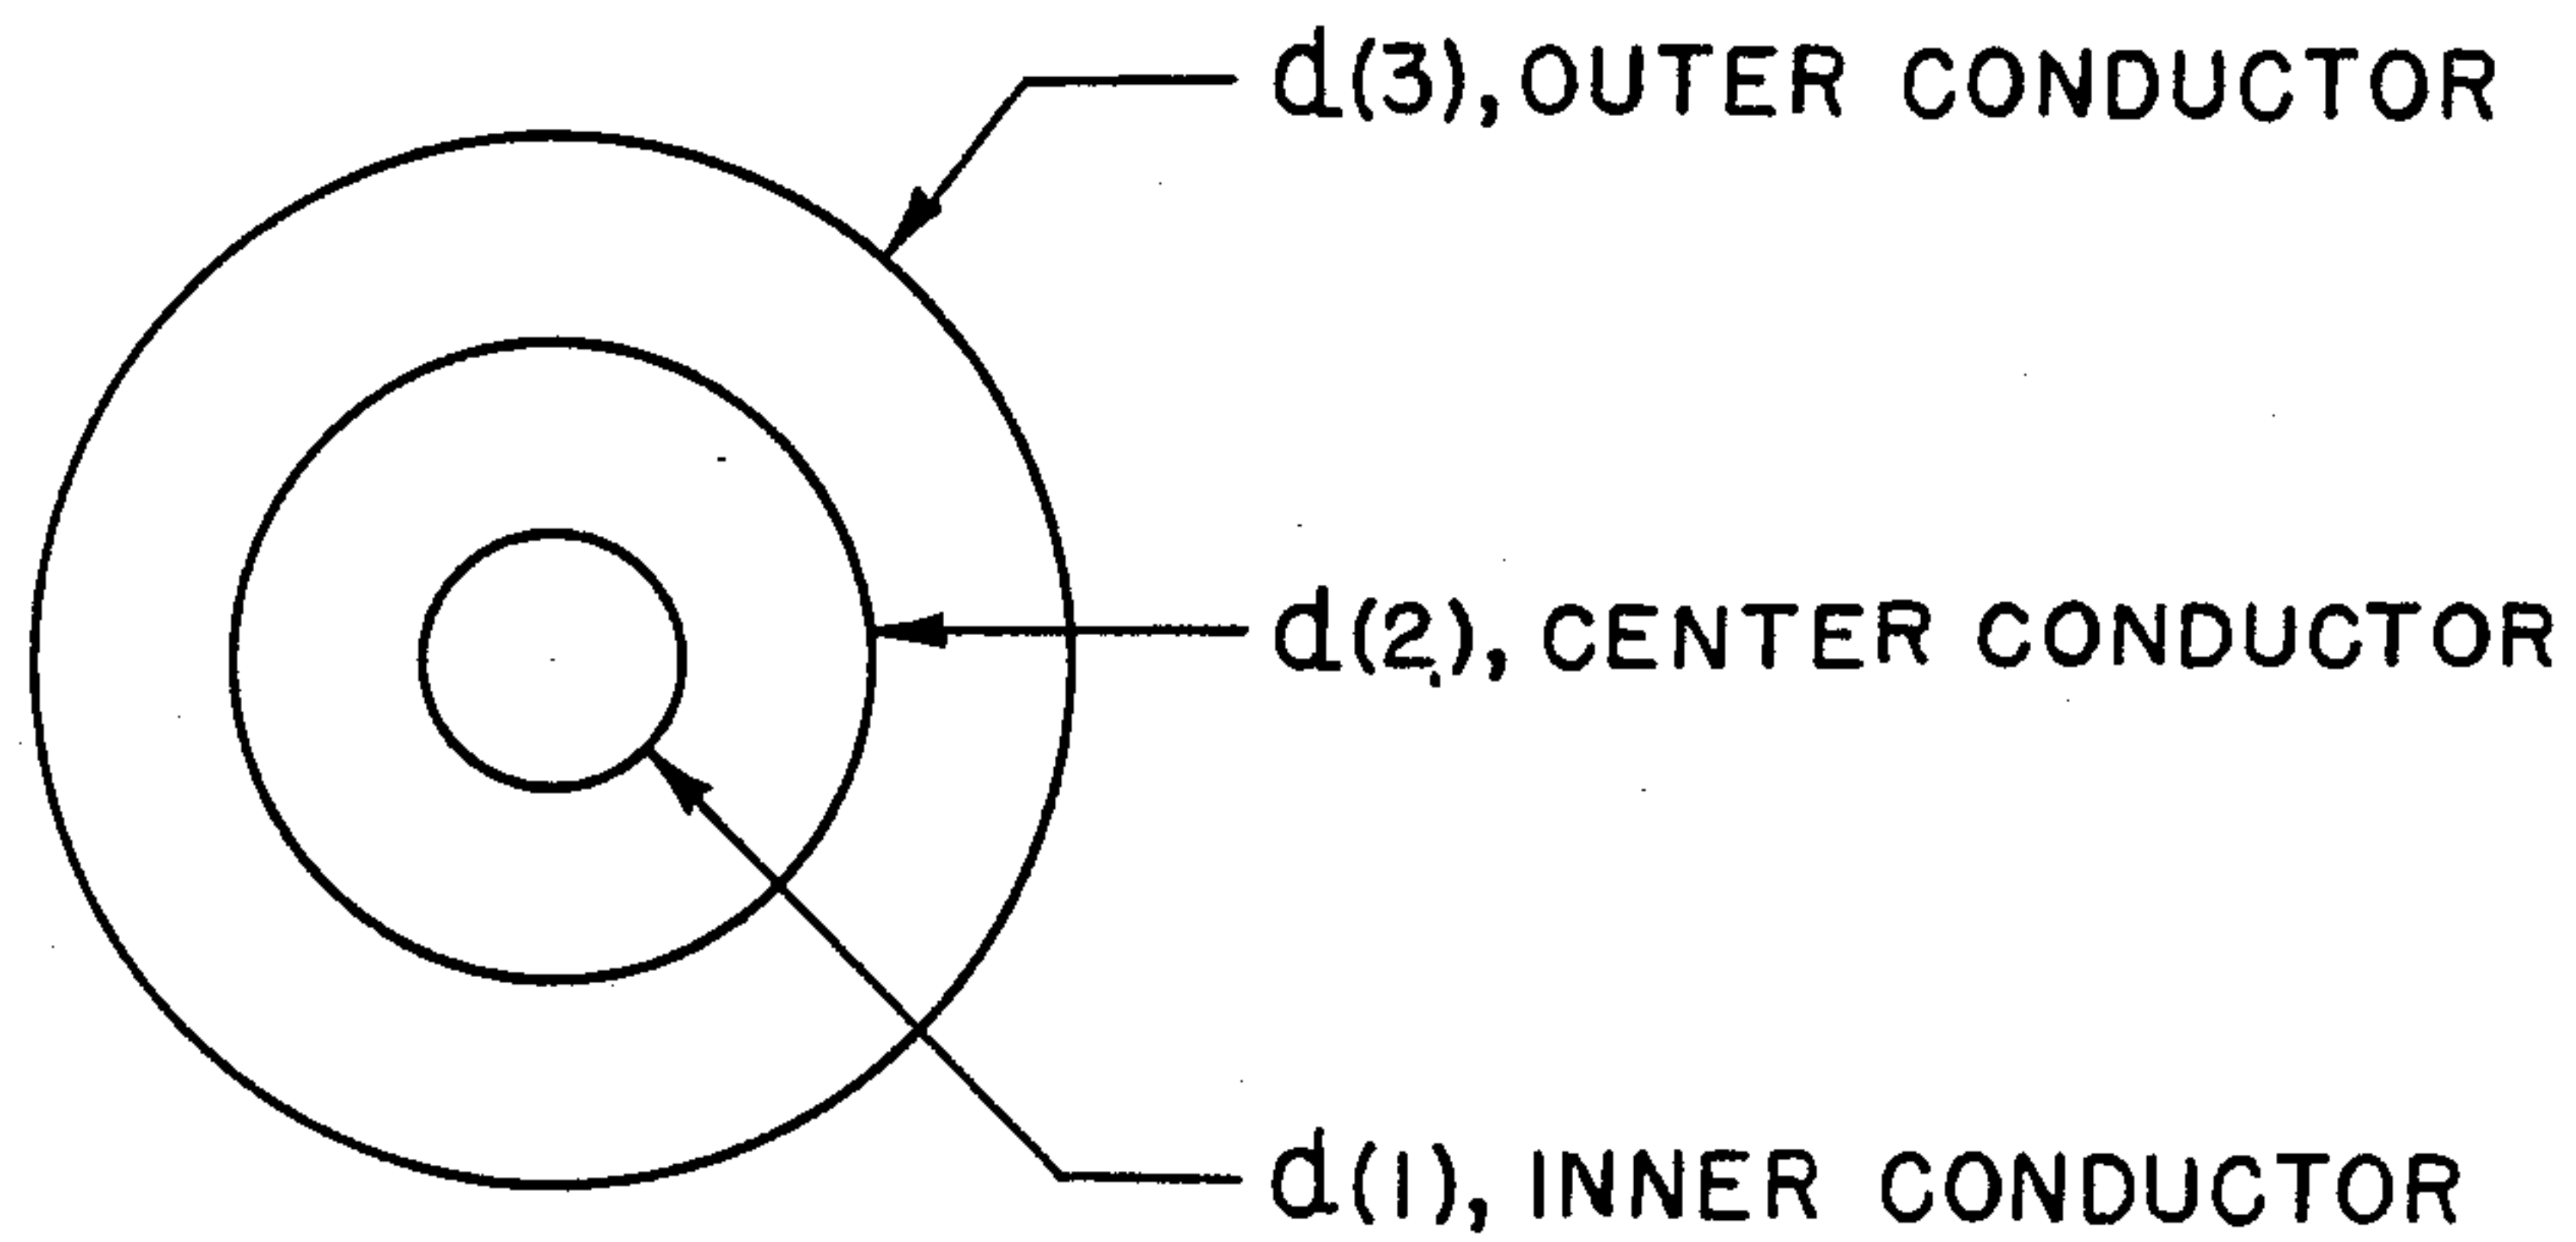 d(3), OUTER CONDUCTOR
d(2), CENTER CONDUCTOR
d(1), INNER CONDUCTOR